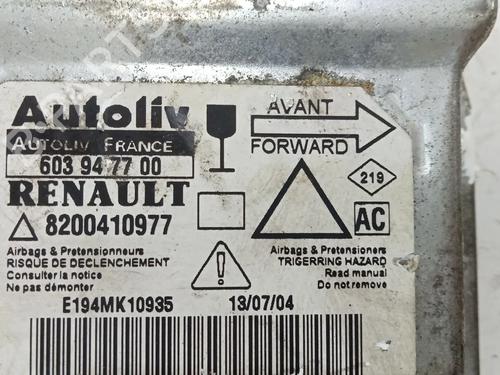 Autoliv
AUTOLIV FRANCE
603 94 77 00
RENAULT
8200410977
AVANT
FORWARD
219
AC
Airbags & Pretensionneurs
RISQUE DE DECLENCHEMENT
Consulter la notice
Ne pas démonter
Airbags & Pretensioners
TRIGERRING HAZARD
Read manual
Do not remove
E194MK10935
13/07/04